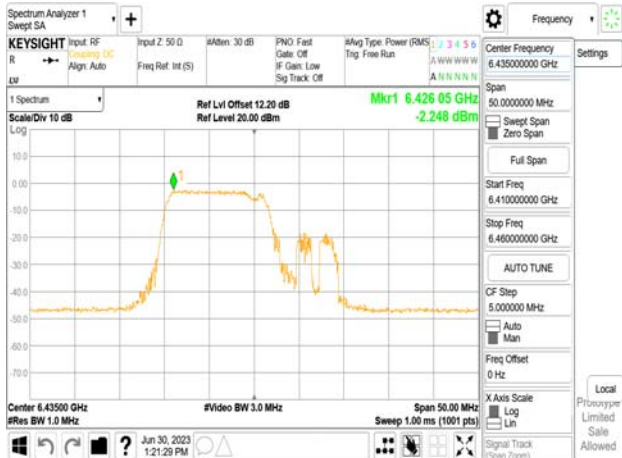 Spectrum Analyzer 1
Swept SA
Frequency
KEYSIGHT
Input: RF
Coupling: DC
Align: Auto
Input Z: 50 Ω
Freq Ref: Int (S)
#Atten: 30 dB
PNO: Fast
Gate: Off
IF Gain: Low
Sig Track: Off
#Avg Type: Power (RMS
Trig: Free Run
1 2 3 4 5 6
A W W W W W
A N N N N N
R
LXI
1 Spectrum
Scale/Div 10 dB
Log
Ref Lvl Offset 12.20 dB
Ref Level 20.00 dBm
Mkr1 6.426 05 GHz
-2.248 dBm
1
10.0
0.00
-10.0
-20.0
-30.0
-40.0
-50.0
-60.0
-70.0
Center 6.43500 GHz
#Res BW 1.0 MHz
#Video BW 3.0 MHz
Span 50.00 MHz
Sweep 1.00 ms (1001 pts)
Jun 30, 2023
1:21:29 PM
Center Frequency
6.435000000 GHz
Settings
Span
50.0000000 MHz
Swept Span
Zero Span
Full Span
Start Freq
6.410000000 GHz
Stop Freq
6.460000000 GHz
AUTO TUNE
CF Step
5.000000 MHz
Auto
Man
Freq Offset
0 Hz
X Axis Scale
Log
Lin
Signal Track
(Span Zoom)
Local
Prototype
Limited
Sale
Allowed